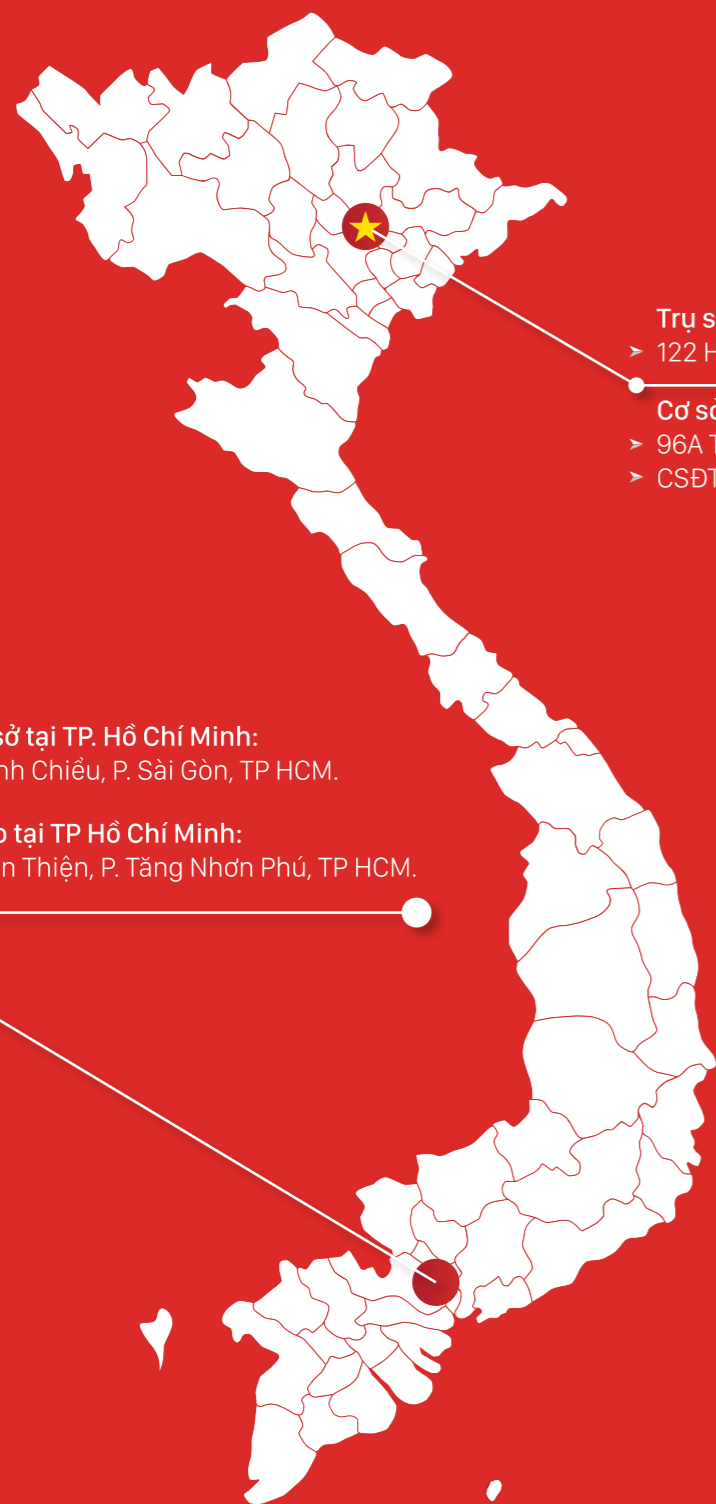 Trụ s
➢ 122 H
Cơ sở
➢ 96A T
➢ CSĐT
sở tại TP. Hồ Chí Minh:
nh Chiểu, P. Sài Gòn, TP HCM.
o tại TP Hồ Chí Minh:
n Thiện, P. Tăng Nhơn Phú, TP HCM.